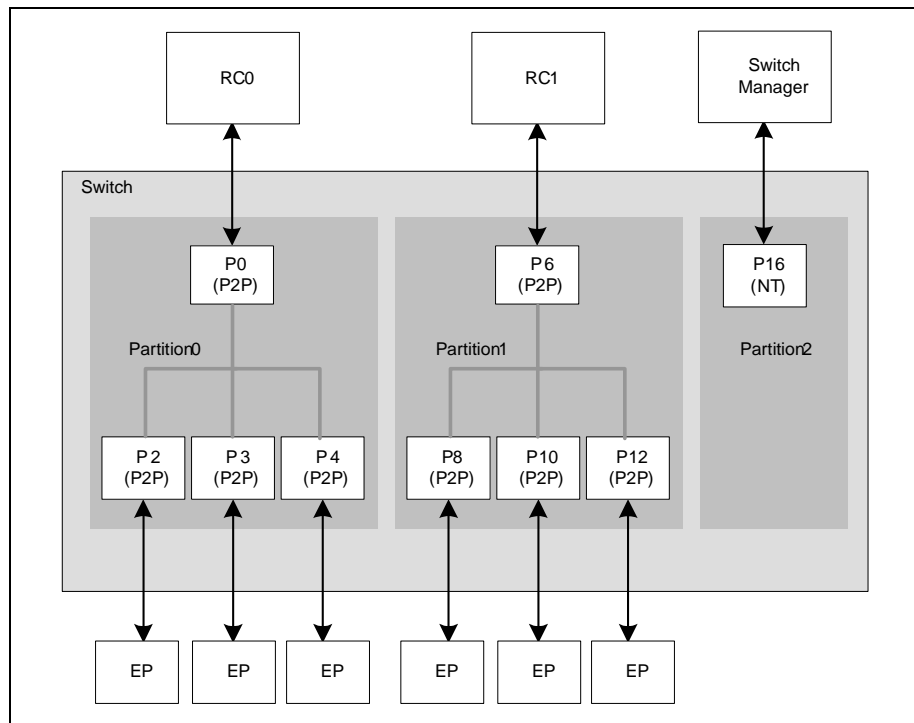 RC0
RC1
Switch
Manager
Switch
P0
(P2P)
P6
(P2P)
P16
(NT)
Partition0
Partition1
Partition2
P2
(P2P)
P3
(P2P)
P4
(P2P)
P8
(P2P)
P10
(P2P)
P12
(P2P)
EP
EP
EP
EP
EP
EP